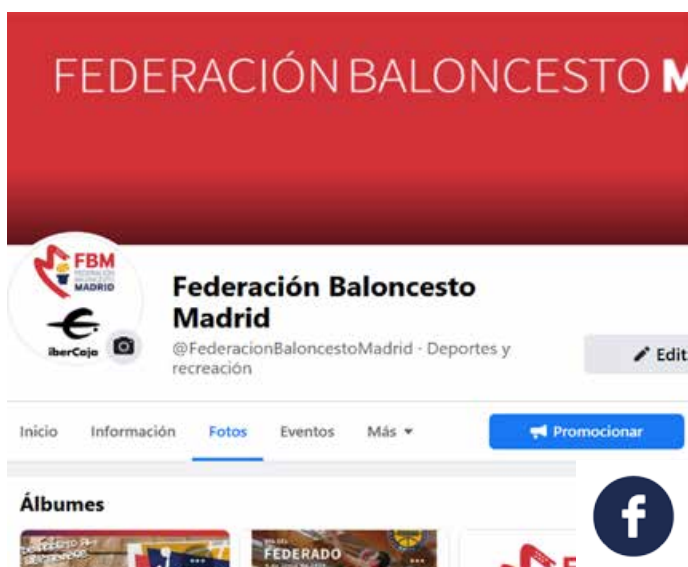 FEDERACIÓN BALONCESTO M
FBM
FEDERACIÓN
BALONCESTO
MADRID
iberCaja
Federación Baloncesto
Madrid
@FederacionBaloncestoMadrid · Deportes y
recreación
Edit
Inicio Información Fotos Eventos Más
Promocionar
Álbumes
f
FEDERADO
F